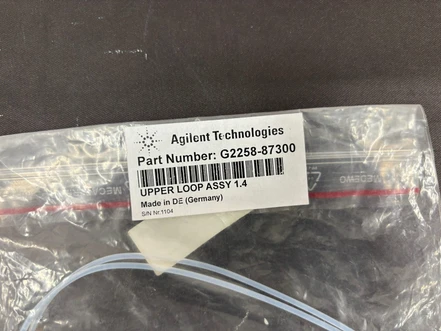 Agilent Technologies
Part Number: G2258-87300
UPPER LOOP ASSY 1.4
Made in DE (Germany)
S/N Nr.1104